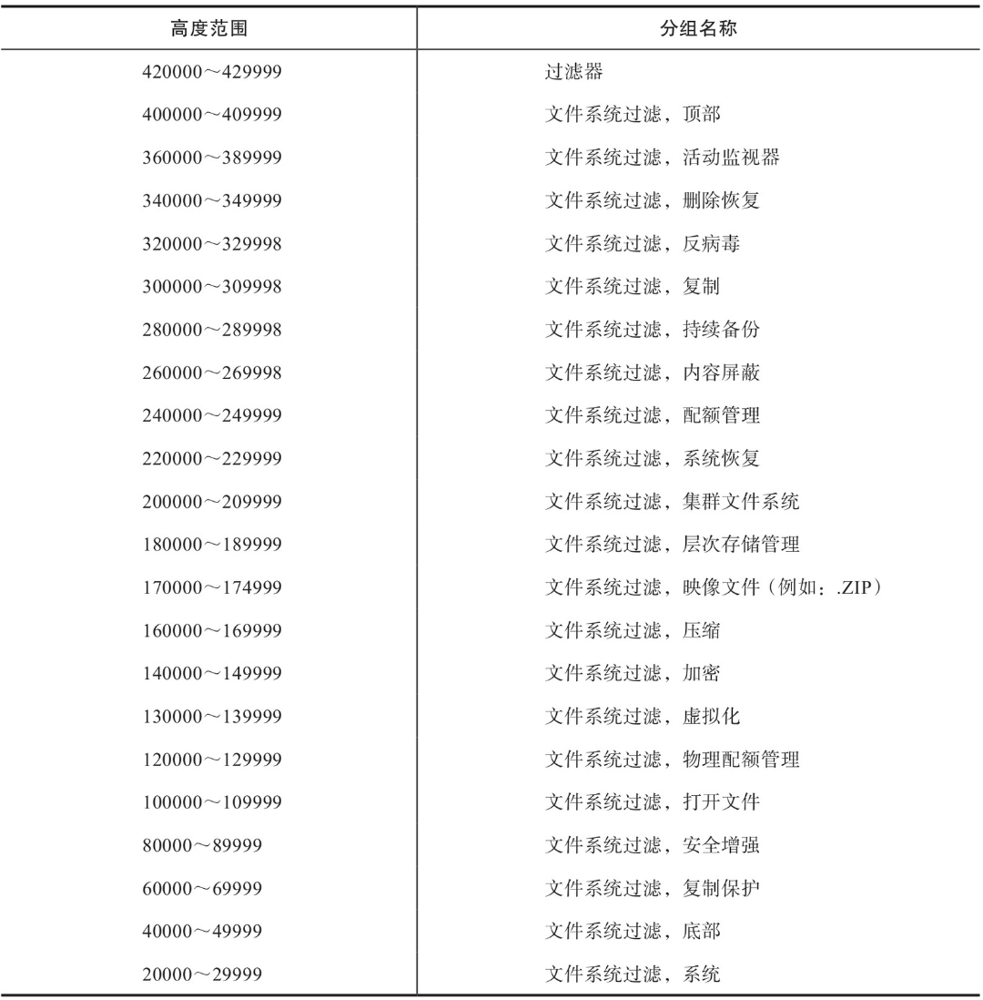 高度范围 分组名称
420000～429999 过滤器
400000～409999 文件系统过滤，顶部
360000～389999 文件系统过滤，活动监视器
340000～349999 文件系统过滤，删除恢复
320000～329998 文件系统过滤，反病毒
300000～309998 文件系统过滤，复制
280000～289998 文件系统过滤，持续备份
260000～269998 文件系统过滤，内容屏蔽
240000～249999 文件系统过滤，配额管理
220000～229999 文件系统过滤，系统恢复
200000～209999 文件系统过滤，集群文件系统
180000～189999 文件系统过滤，层次存储管理
170000～174999 文件系统过滤，映像文件（例如：.ZIP）
160000～169999 文件系统过滤，压缩
140000～149999 文件系统过滤，加密
130000～139999 文件系统过滤，虚拟化
120000～129999 文件系统过滤，物理配额管理
100000～109999 文件系统过滤，打开文件
80000～89999 文件系统过滤，安全增强
60000～69999 文件系统过滤，复制保护
40000～49999 文件系统过滤，底部
20000～29999 文件系统过滤，系统